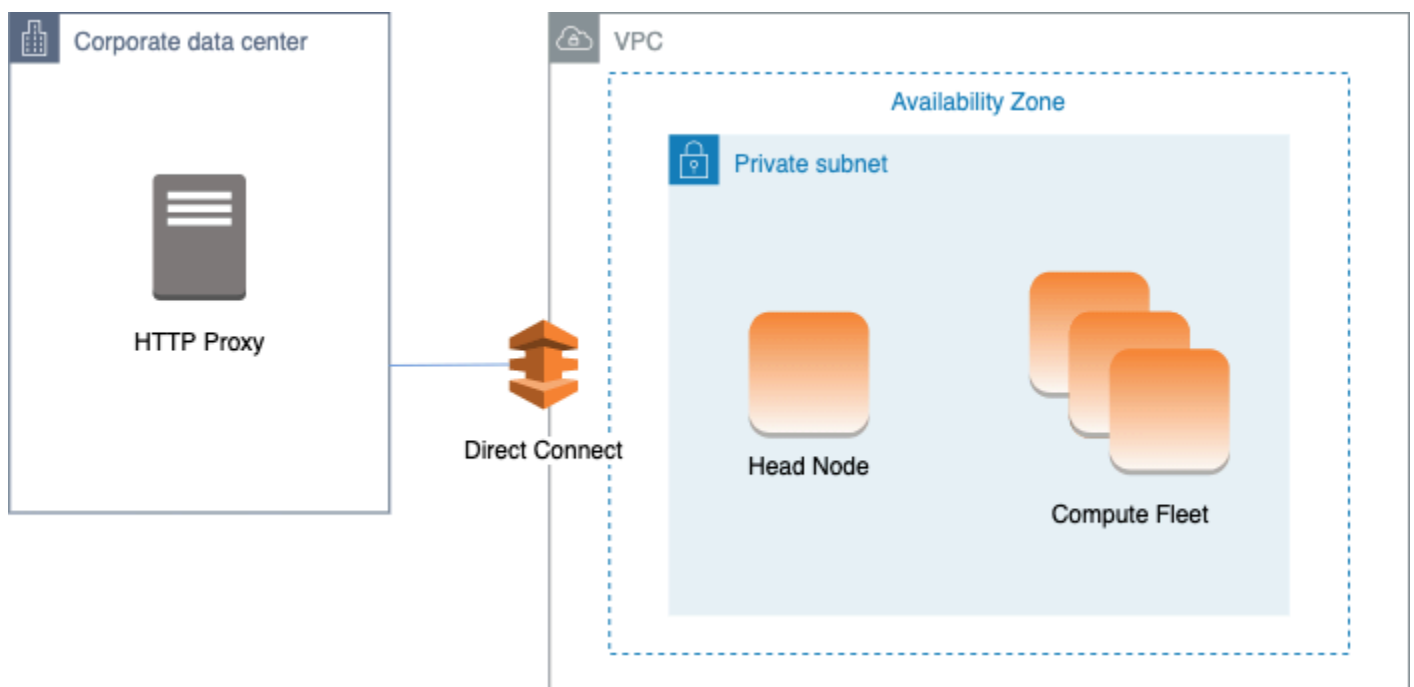 Corporate data center
VPC
Availability Zone
Private subnet
HTTP Proxy
Direct Connect
Head Node
Compute Fleet